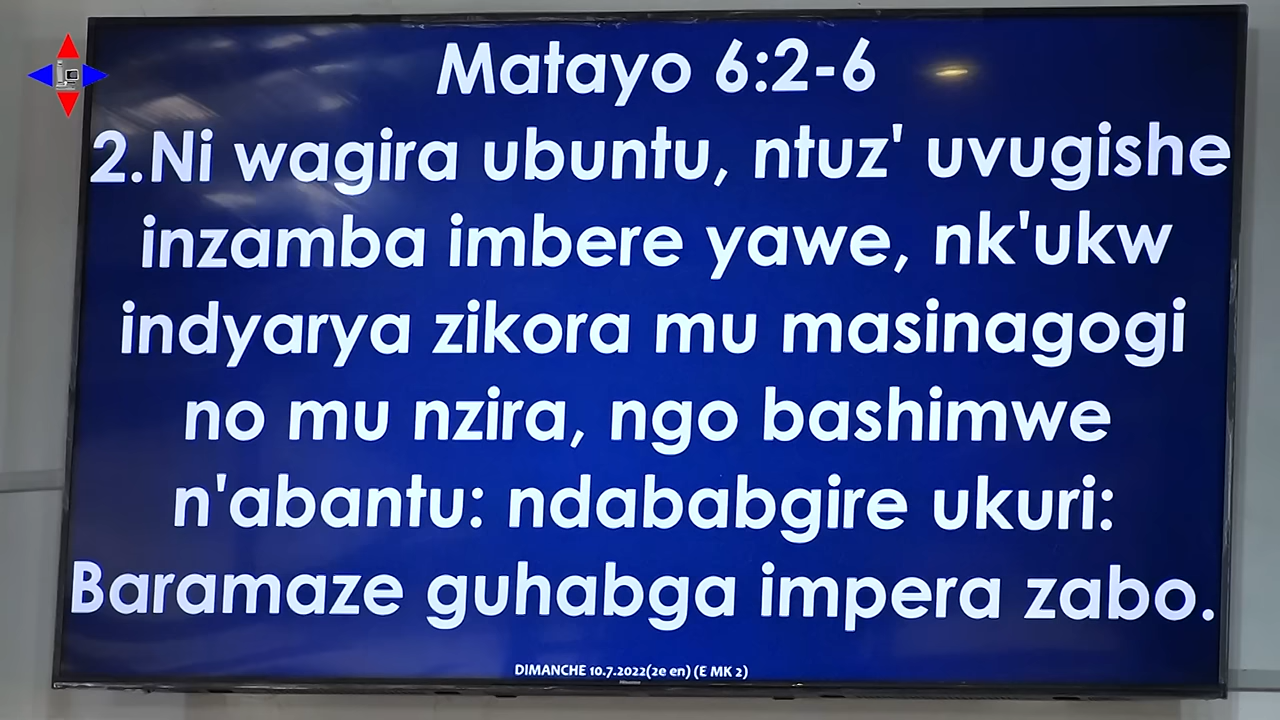 Matayo 6:2-6
2.Ni wagira ubuntu, ntuz' uvugishe
inzamba imbere yawe, nk'ukw
indyarya zikora mu masinagogi
no mu nzira, ngo bashimwe
n'abantu: ndababgire ukuri:
Baramaze guhabga impera zabo.
DIMANCHE 10.7.2022(2e en) (E MK 2)